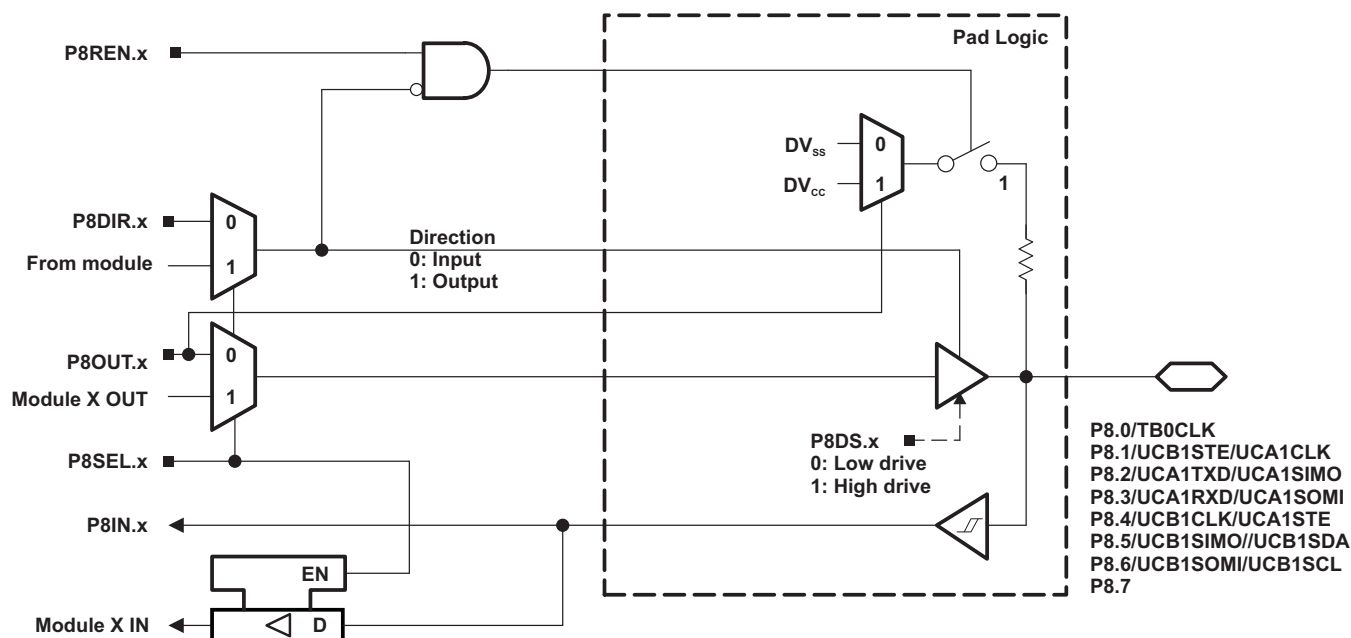 Pad Logic
P8REN.x
DVss
0
DVcc
1
1
P8DIR.x
0
From module
1
Direction
0: Input
1: Output
P8OUT.x
0
Module X OUT
1
P8SEL.x
P8DS.x
0: Low drive
1: High drive
P8.0/TB0CLK
P8.1/UCB1STE/UCA1CLK
P8.2/UCA1TXD/UCA1SIMO
P8.3/UCA1RXD/UCA1SOMI
P8.4/UCB1CLK/UCA1STE
P8.5/UCB1SIMO//UCB1SDA
P8.6/UCB1SOMI/UCB1SCL
P8.7
P8IN.x
EN
Module X IN
D